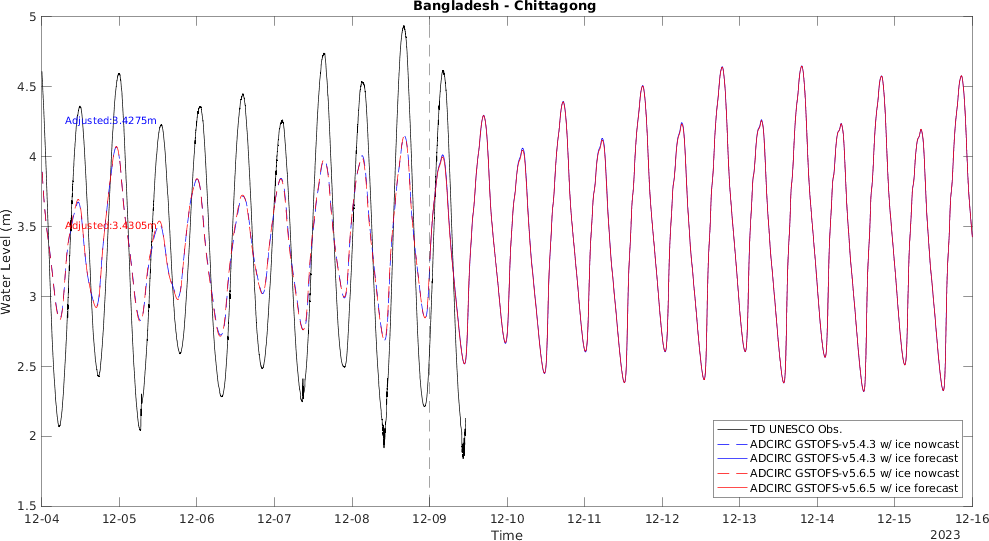 Bangladesh - Chittagong
5
4.5
4
3.5
3
2.5
2
1.5
Water Level (m)
Adjusted:3.4275m
Adjusted:3.4305m
TD UNESCO Obs.
ADCIRC GSTOFS-v5.4.3 w/ ice nowcast
ADCIRC GSTOFS-v5.4.3 w/ ice forecast
ADCIRC GSTOFS-v5.6.5 w/ ice nowcast
ADCIRC GSTOFS-v5.6.5 w/ ice forecast
12-04 12-05 12-06 12-07 12-08 12-09 12-10 12-11 12-12 12-13 12-14 12-15 12-16
Time
2023